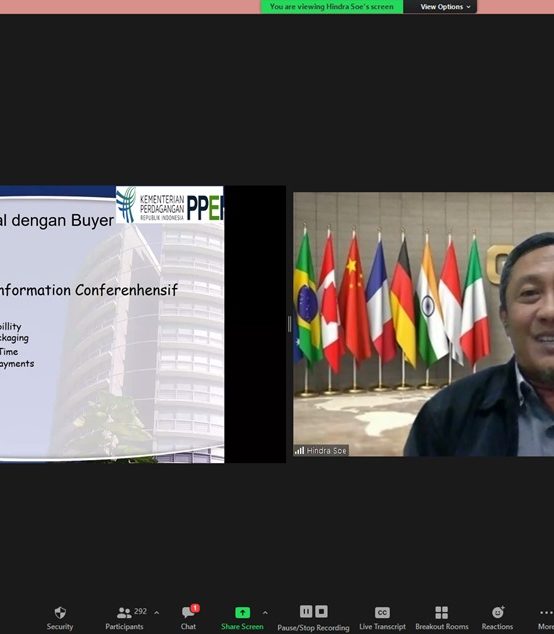 You are viewing Hindra Soe's screen
View Options
KEMENTERIAN
PERDAGANGAN
REPUBLIK INDONESIA
PPE
al dengan Buyer
nformation Conferenhensif
billity
ckaging
Time
ayments
Hindra Soe
292
1
Security
Participants
Chat
Share Screen
Pause/Stop Recording
CC
Live Transcript
Breakout Rooms
Reactions
More